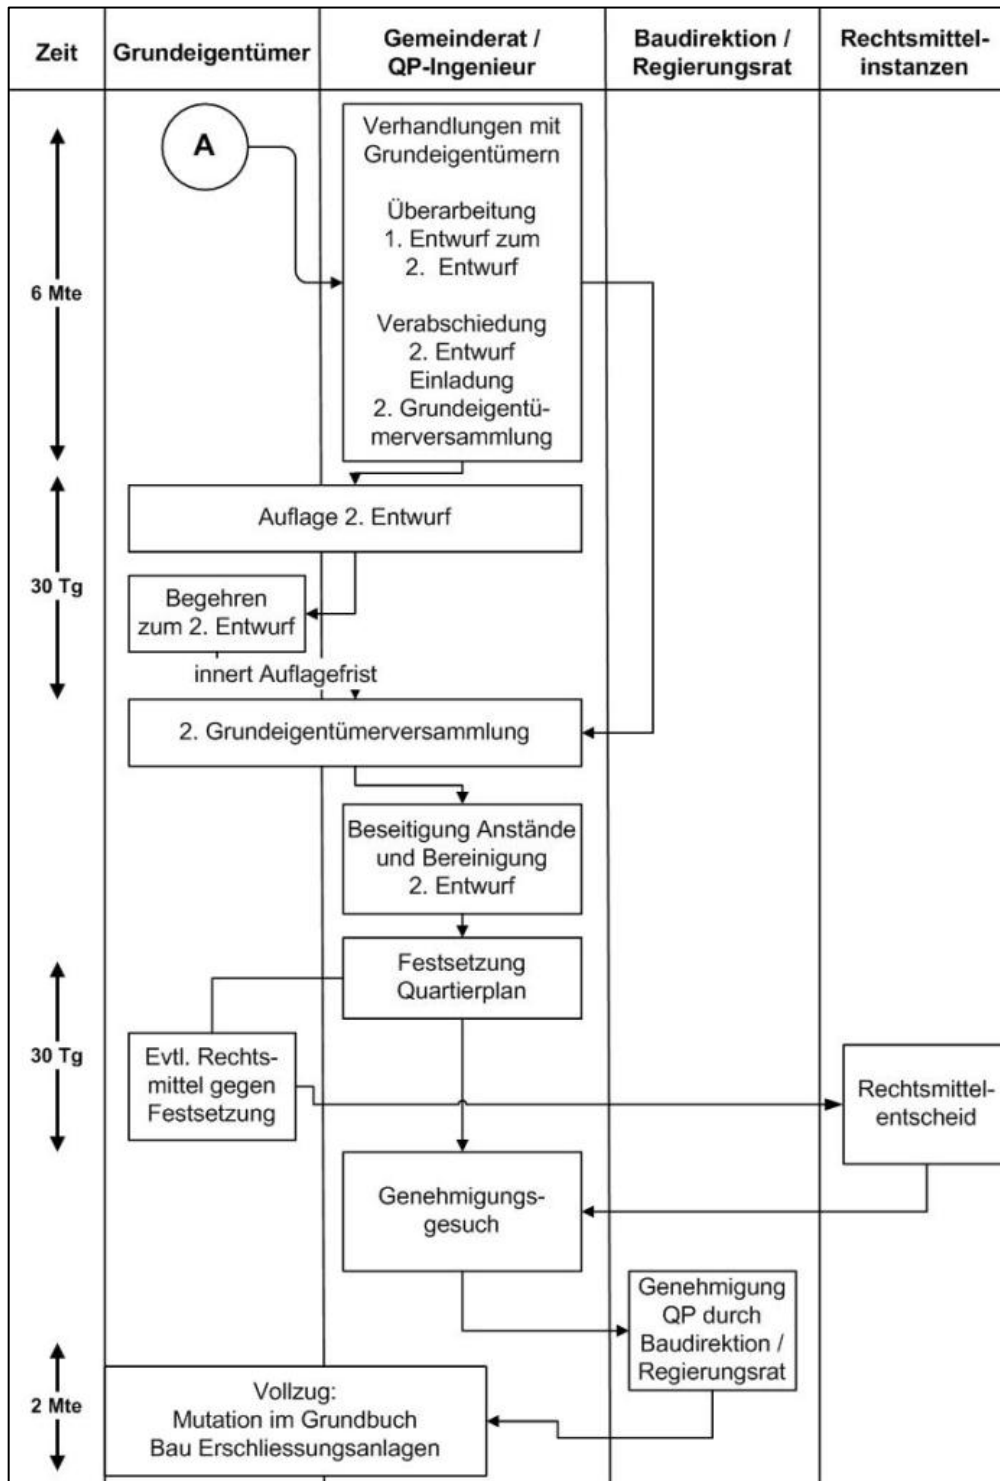 Zeit
Grundeigentümer
Gemeinderat /
QP-Ingenieur
Baudirektion /
Regierungsrat
Rechtsmittel-
instanzen
A
Verhandlungen mit
Grundeigentümern
Überarbeitung
1. Entwurf zum
2. Entwurf
Verabschiedung
2. Entwurf
Einladung
2. Grundeigentü-
merversammlung
6 Mte
Auflage 2. Entwurf
30 Tg
Begehren
zum 2. Entwurf
innert Auflagefrist
2. Grundeigentümerversammlung
Beseitigung Anstände
und Bereinigung
2. Entwurf
Festsetzung
Quartierplan
30 Tg
Evtl. Rechts-
mittel gegen
Festsetzung
Rechtsmittel-
entscheid
Genehmigungs-
gesuch
Genehmigung
QP durch
Baudirektion /
Regierungsrat
2 Mte
Vollzug:
Mutation im Grundbuch
Bau Erschliessungsanlagen